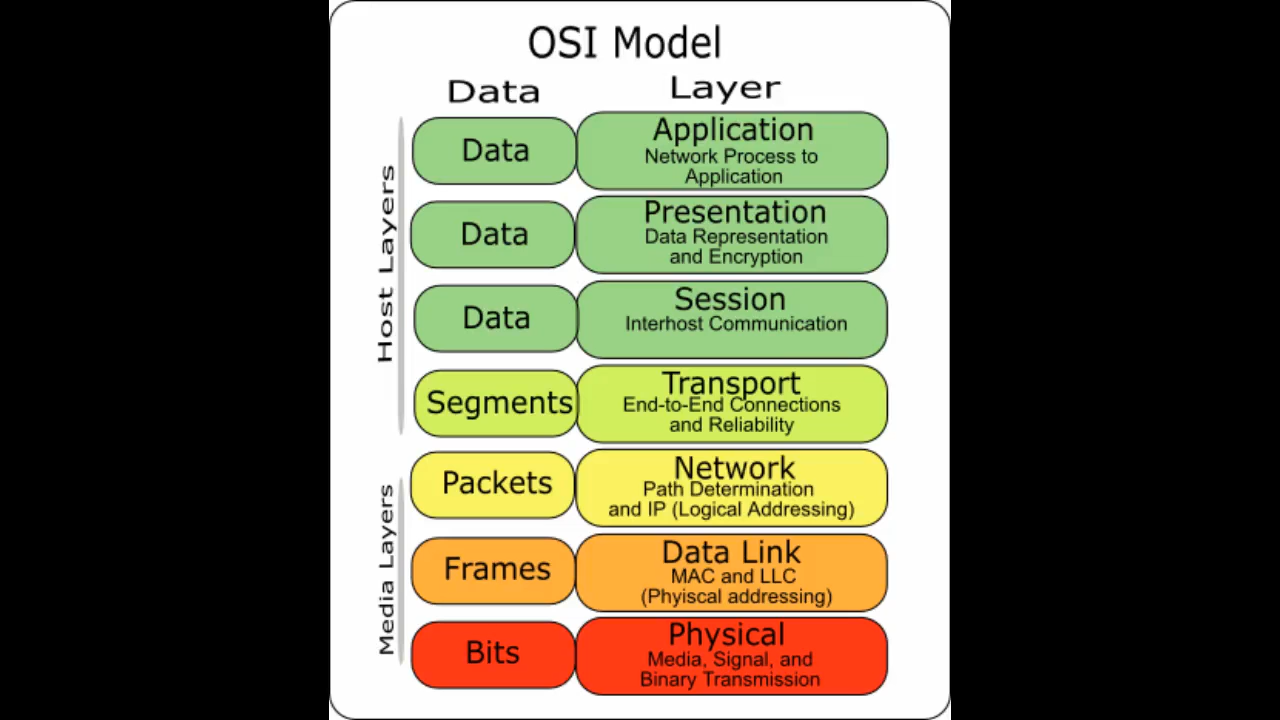 OSI Model
Data
Layer
Host Layers
Data
Application
Network Process to
Application
Data
Presentation
Data Representation
and Encryption
Data
Session
Interhost Communication
Segments
Transport
End-to-End Connections
and Reliability
Media Layers
Packets
Network
Path Determination
and IP (Logical Addressing)
Frames
Data Link
MAC and LLC
(Phyiscal addressing)
Bits
Physical
Media, Signal, and
Binary Transmission